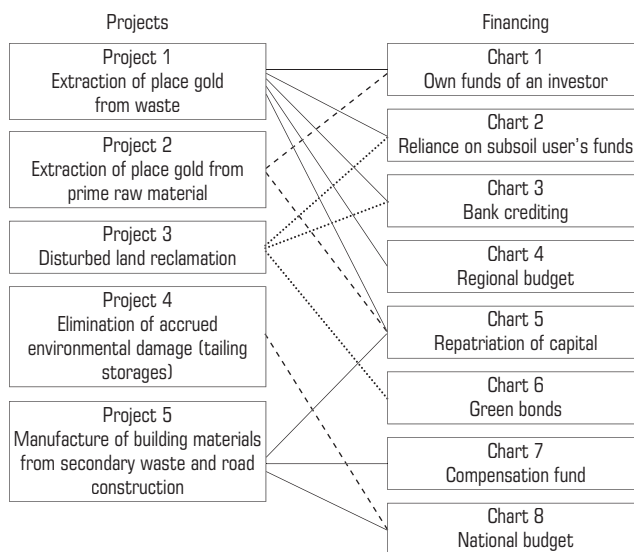 Projects
Project 1
Extraction of place gold
from waste
Project 2
Extraction of place gold from
prime raw material
Project 3
Disturbed land reclamation
Project 4
Elimination of accrued
environmental damage (tailing
storages)
Project 5
Manufacture of building materials
from secondary waste and road
construction
Financing
Chart 1
Own funds of an investor
Chart 2
Reliance on subsoil user's funds
Chart 3
Bank crediting
Chart 4
Regional budget
Chart 5
Repatriation of capital
Chart 6
Green bonds
Chart 7
Compensation fund
Chart 8
National budget